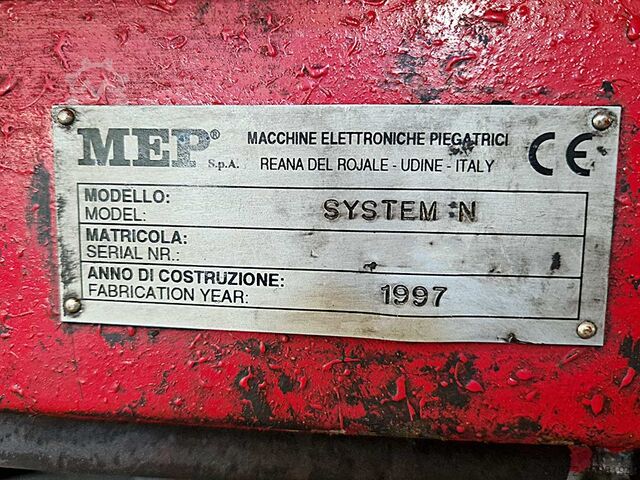 MEP® S.p.A.
MACCHINE ELETTRONICHE PIEGATRICI
REANA DEL ROJALE - UDINE - ITALY
CE
MODELLO:
MODEL: SYSTEM N
MATRICOLA:
SERIAL NR.:
ANNO DI COSTRUZIONE:
FABRICATION YEAR: 1997